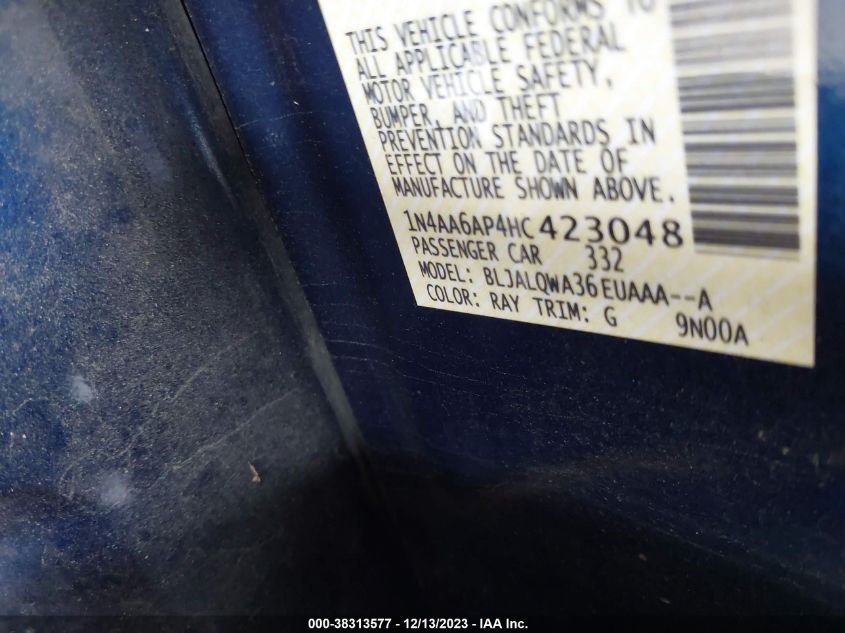 THIS VEHICLE CONFORMS TO
ALL APPLICABLE FEDERAL
MOTOR VEHICLE SAFETY,
BUMPER, AND THEFT
PREVENTION STANDARDS IN
EFFECT ON THE DATE OF
MANUFACTURE SHOWN ABOVE.
1N4AA6AP4HC423048
PASSENGER CAR 332
MODEL: BLJALQWA36EUAAA--A
COLOR: RAY TRIM: G 9N00A
000-38313577 - 12/13/2023 - IAA Inc.